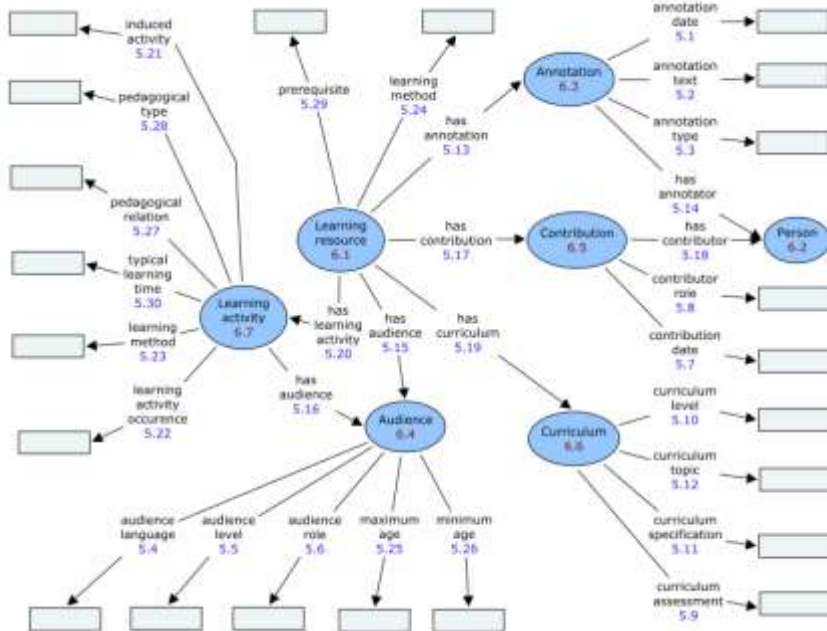 induced
activity
5.21
pedagogical
type
5.28
pedagogical
relation
5.27
typical
learning
time
5.30
learning
method
5.23
learning
activity
occurence
5.22
Learning
activity
6.7
prerequisite
5.29
learning
method
5.24
has
annotation
5.13
Learning
resource
6.1
has
contribution
5.17
has
learning
activity
5.20
has
audience
5.15
has
curriculum
5.19
has
audience
5.16
Annotation
6.3
annotation
date
5.1
annotation
text
5.2
annotation
type
5.3
has
annotator
5.14
Contribution
6.5
has
contributor
5.18
Person
6.2
contributor
role
5.8
contribution
date
5.7
Audience
6.4
audience
language
5.4
audience
level
5.5
audience
role
5.6
maximum
age
5.25
minimum
age
5.26
Curriculum
6.6
curriculum
level
5.10
curriculum
topic
5.12
curriculum
specification
5.11
curriculum
assessment
5.9